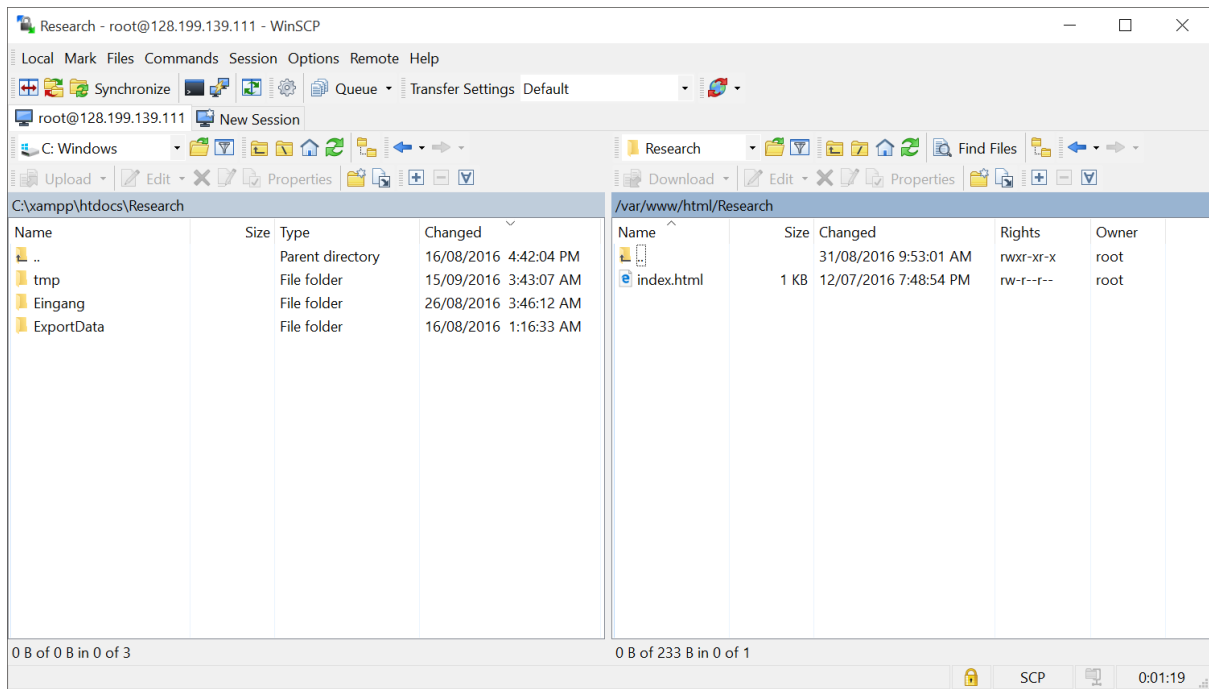 Research - root@128.199.139.111 - WinSCP
Local Mark Files Commands Session Options Remote Help
Synchronize Queue Transfer Settings Default
root@128.199.139.111 New Session
C: Windows Research Find Files
Upload Edit Properties Download Edit Properties
C:\xampp\htdocs\Research /var/www/html/Research
Name Size Type Changed Name Size Changed Rights Owner
.. Parent directory 16/08/2016 4:42:04 PM .. 31/08/2016 9:53:01 AM rwxr-xr-x root
tmp File folder 15/09/2016 3:43:07 AM index.html 1 KB 12/07/2016 7:48:54 PM rw-r--r-- root
Eingang File folder 26/08/2016 3:46:12 AM
ExportData File folder 16/08/2016 1:16:33 AM
0 B of 0 B in 0 of 3 0 B of 233 B in 0 of 1
SCP 0:01:19